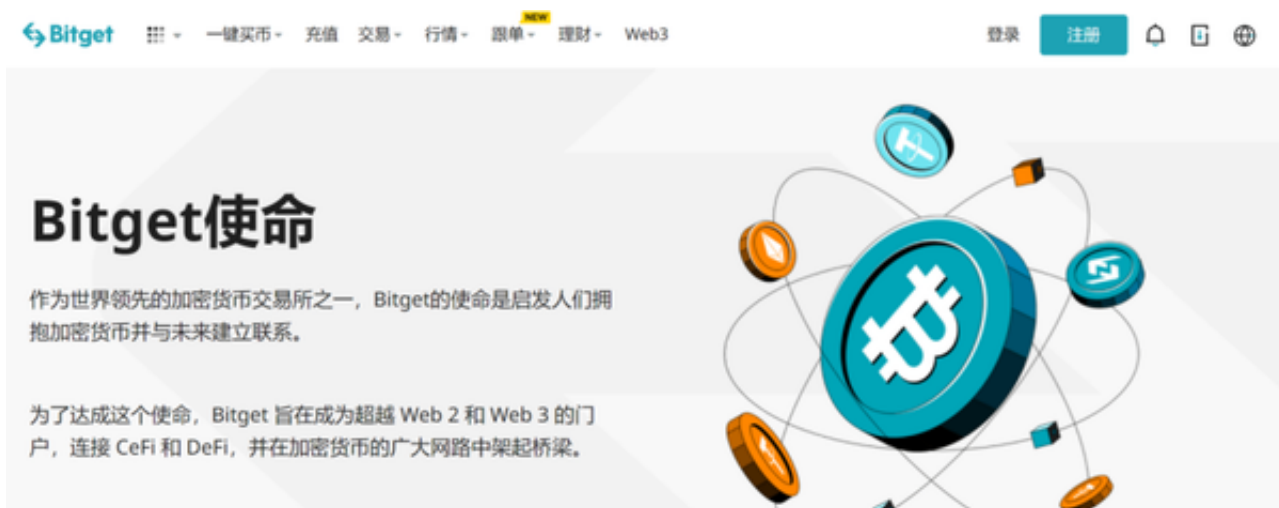 Bitget 一键买币 充值 交易 行情 跟单 NEW 理财 Web3 登录 注册
Bitget使命
作为世界领先的加密货币交易所之一，Bitget的使命是启发人们拥
抱加密货币并与未来建立联系。
为了达成这个使命，Bitget 旨在成为超越 Web 2 和 Web 3 的门
户，连接 CeFi 和 DeFi，并在加密货币的广大网路中架起桥梁。